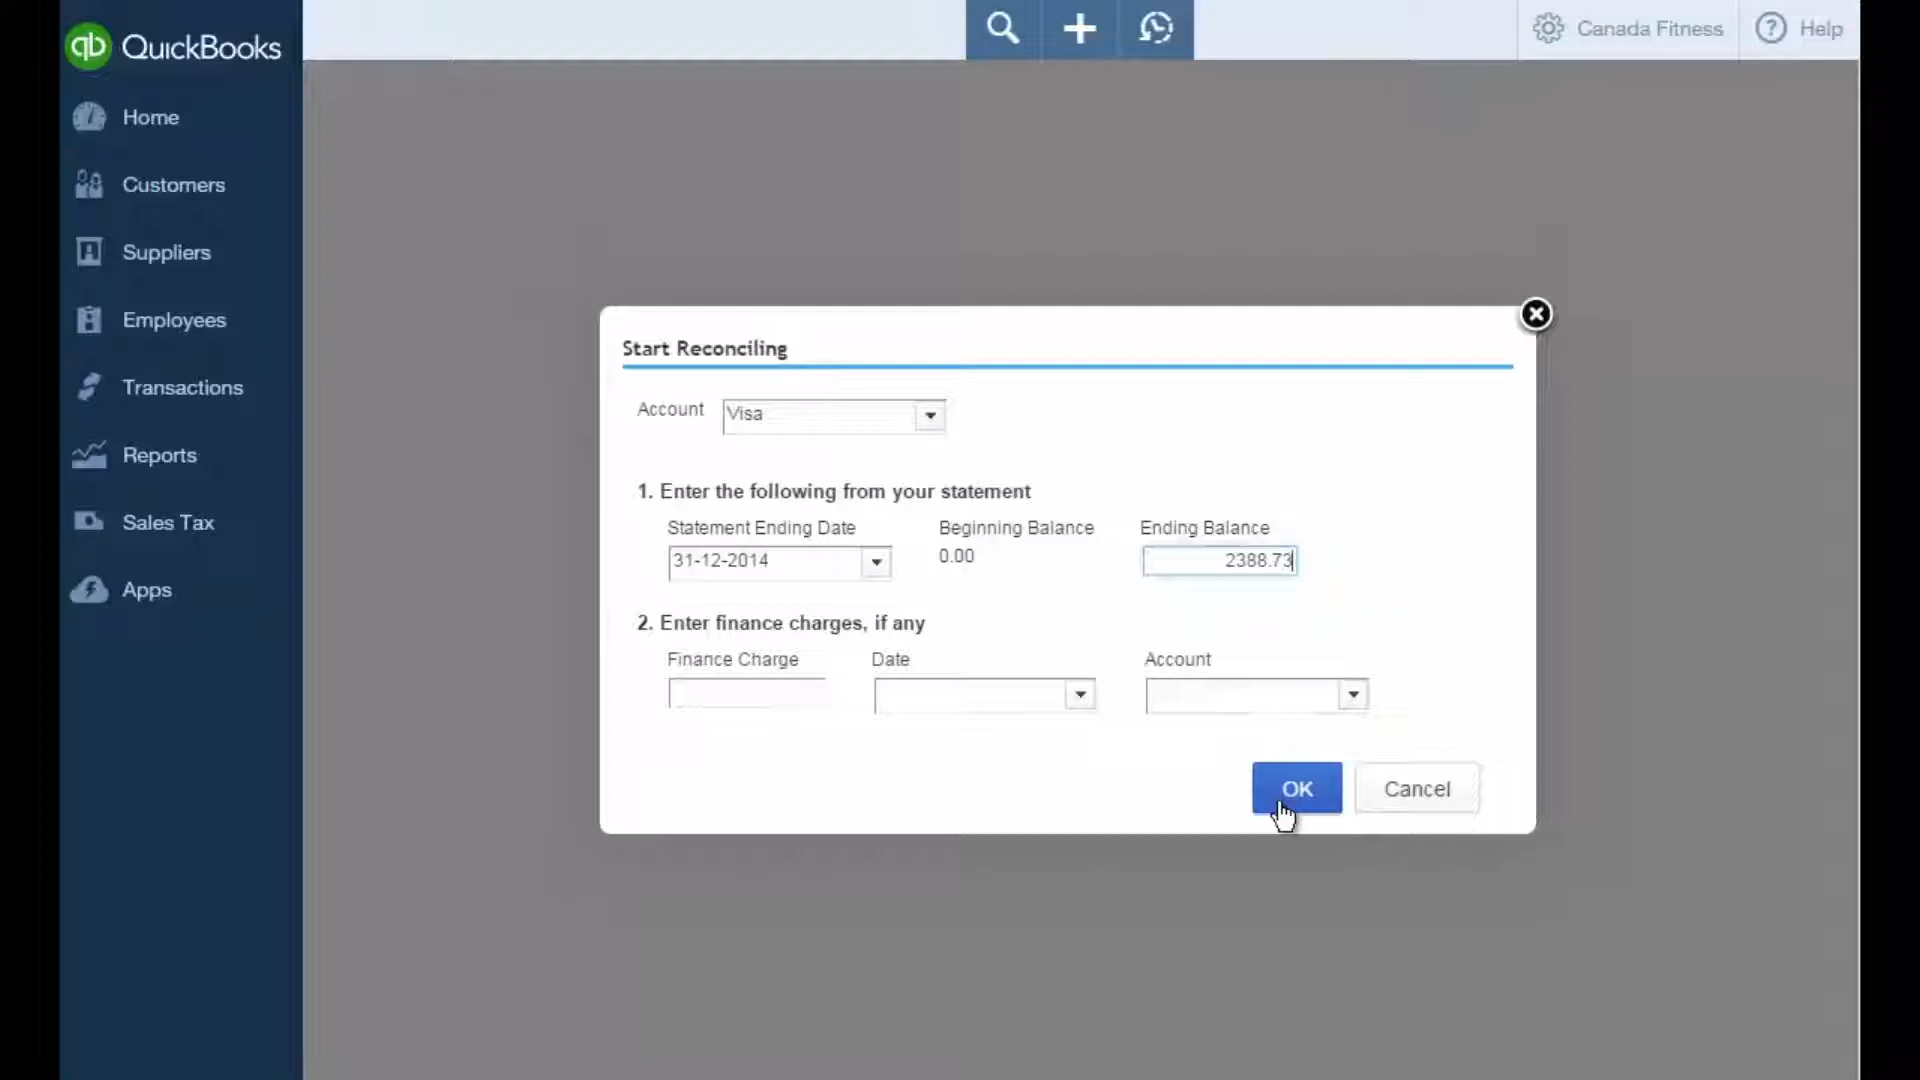 qb QuickBooks
Canada Fitness
Help
Home
Customers
Suppliers
Employees
Transactions
Reports
Sales Tax
Apps
Start Reconciling
Account Visa
1. Enter the following from your statement
Statement Ending Date Beginning Balance Ending Balance
31-12-2014 0.00 2388.73
2. Enter finance charges, if any
Finance Charge Date Account
OK Cancel